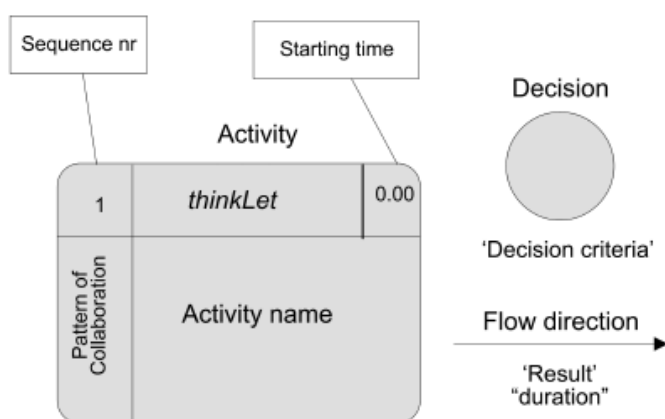 Sequence nr
Starting time
Decision
Activity
1
thinkLet
0.00
'Decision criteria'
Pattern of
Collaboration
Activity name
Flow direction
'Result'
"duration"